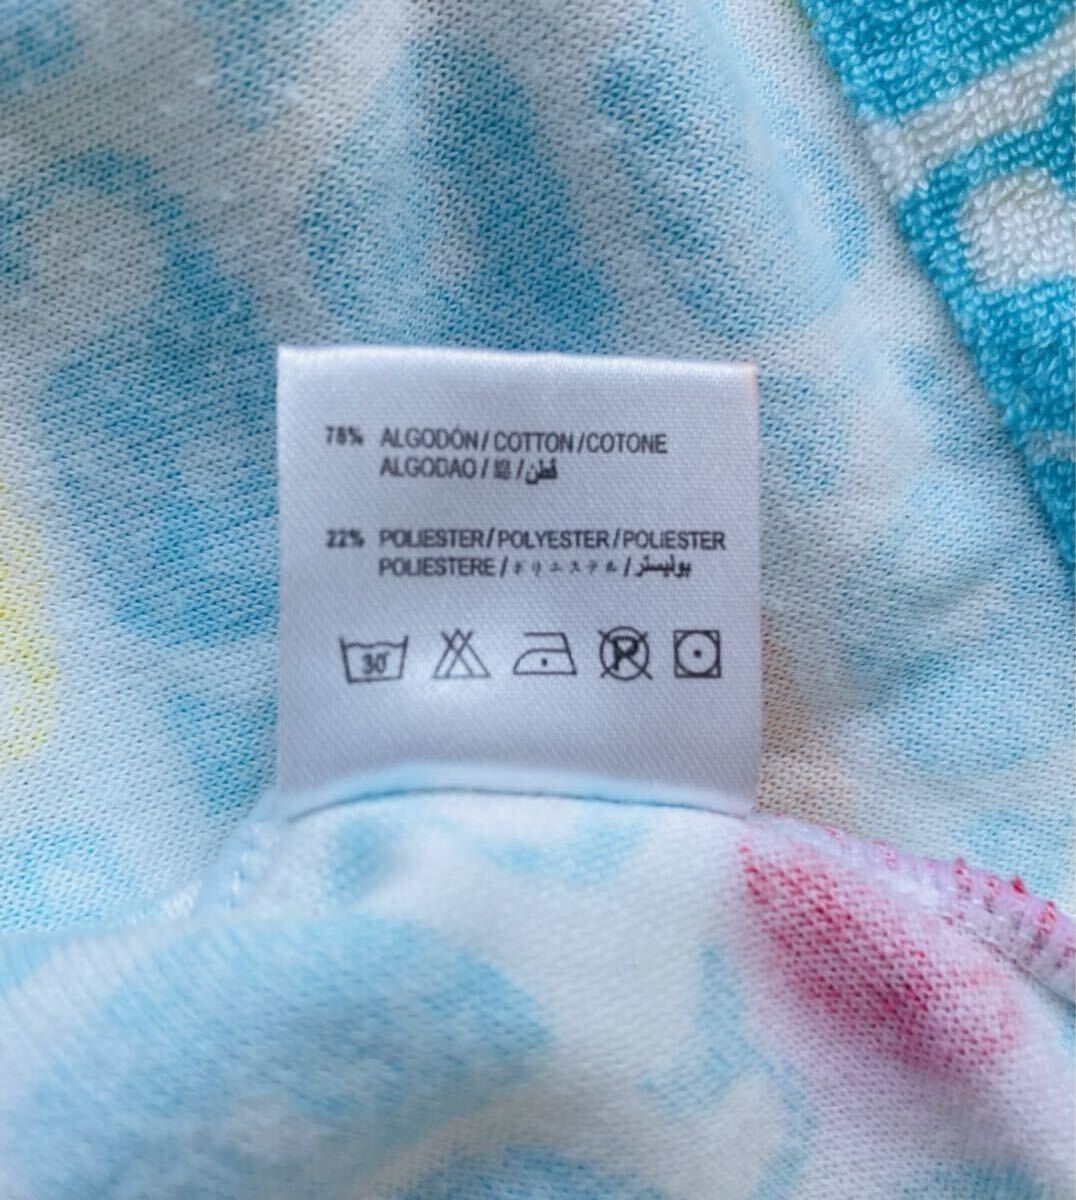 78% ALGODÓN / COTTON / COTONE
ALGODAO / 綿 / قطن
22% POLIESTER / POLYESTER / POLIESTER
POLIESTERE / ポリエステル / بوليستر
30°
P